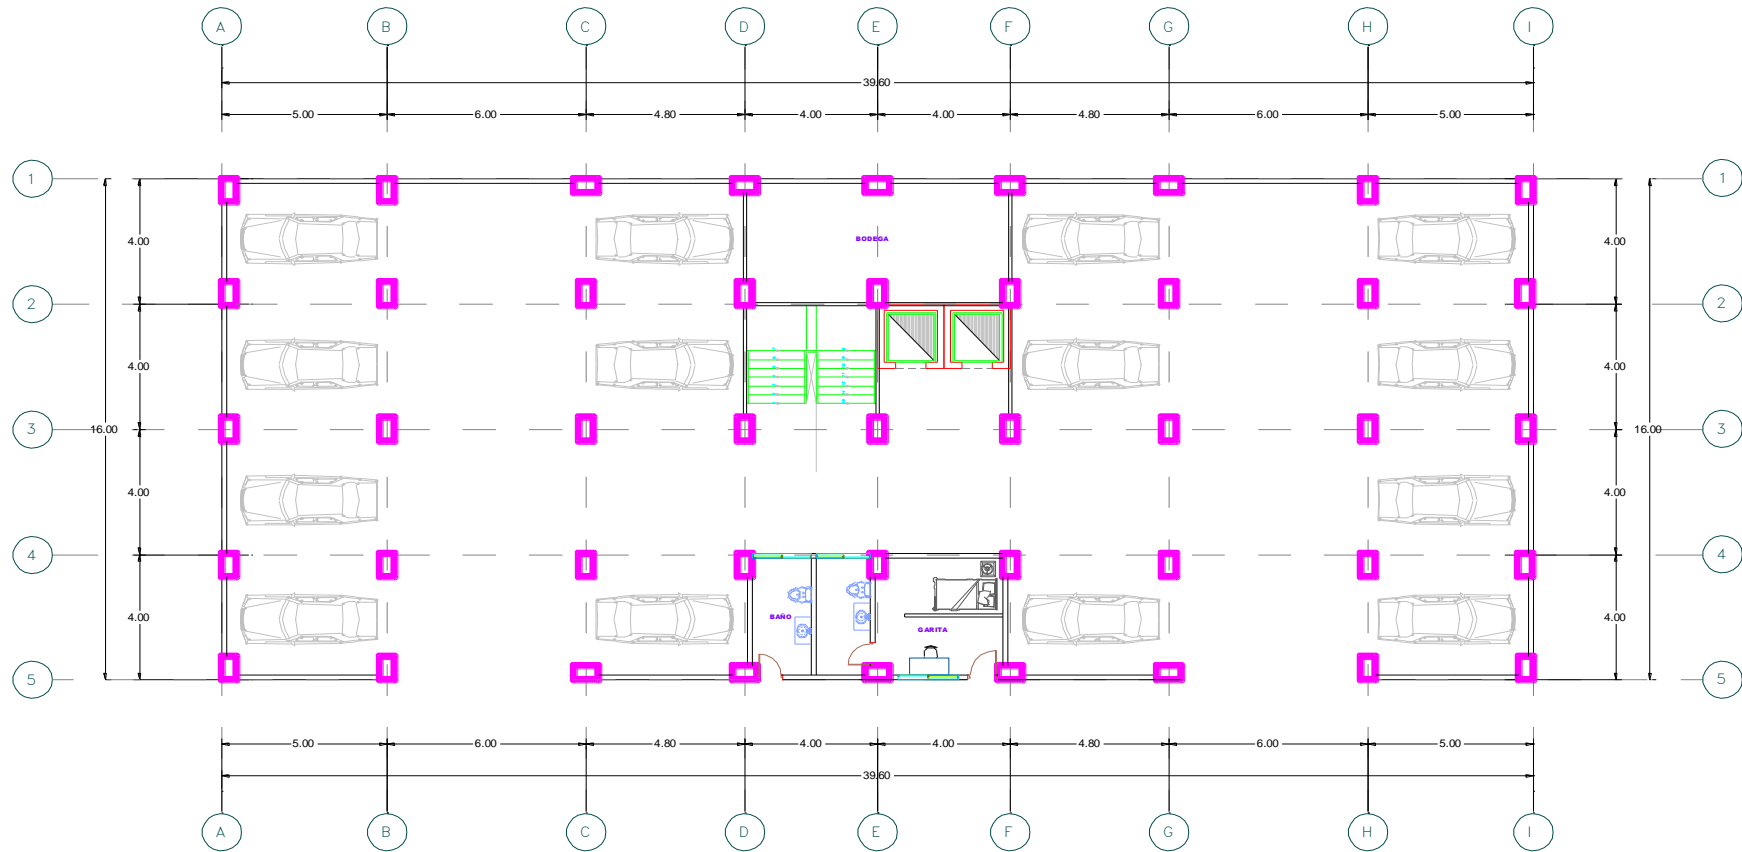 A B C D E F G H I
39.60
5.00 6.00 4.80 4.00 4.00 4.80 6.00 5.00
1 1
4.00 BODEGA 4.00
2 2
4.00 4.00
3 16.00 16.00 3
4.00 4.00
4 4
4.00 BAÑO 4.00
GARITA
5 5
5.00 6.00 4.80 4.00 4.00 4.80 6.00 5.00
39.60
A B C D E F G H I